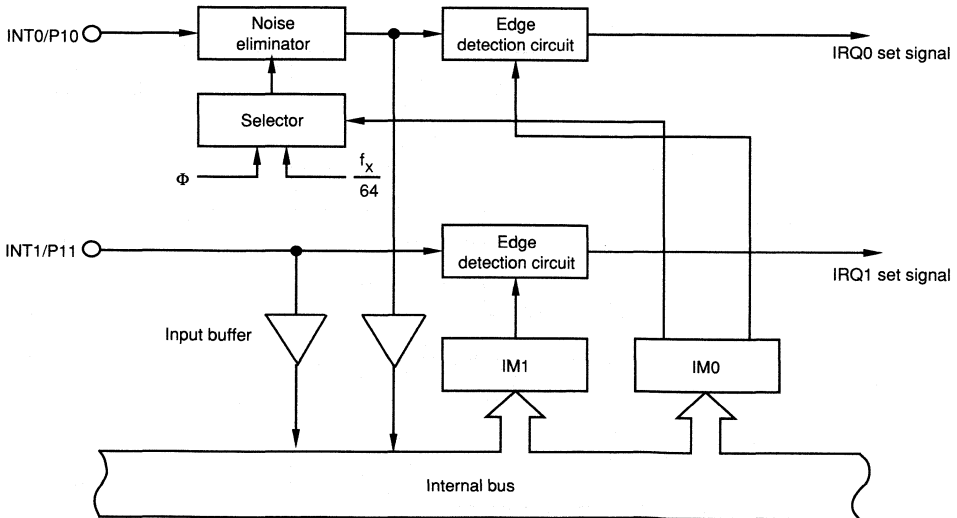 INT0/P10
Noise
eliminator
Edge
detection circuit
IRQ0 set signal
Selector
Φ
fx
64
INT1/P11
Edge
detection circuit
IRQ1 set signal
Input buffer
IM1
IM0
Internal bus